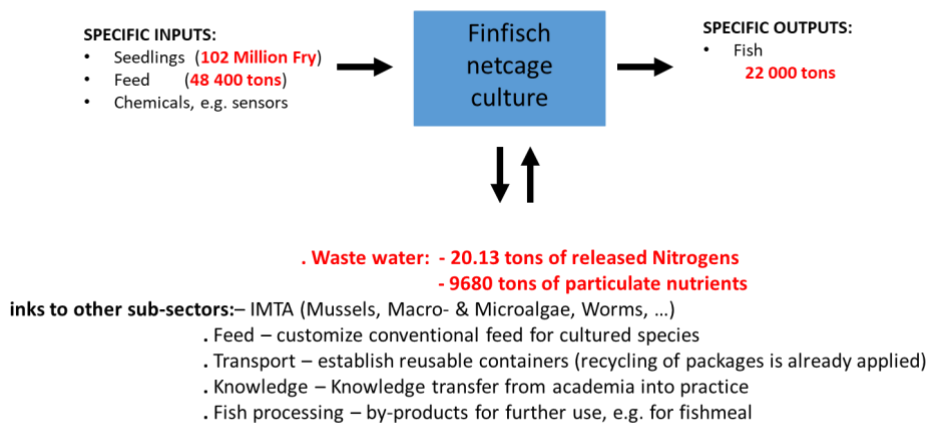 SPECIFIC INPUTS:
• Seedlings (102 Million Fry)
• Feed (48 400 tons)
• Chemicals, e.g. sensors
Finfisch
netcage
culture
SPECIFIC OUTPUTS:
• Fish
22 000 tons
. Waste water: - 20.13 tons of released Nitrogens
- 9680 tons of particulate nutrients
inks to other sub-sectors:– IMTA (Mussels, Macro- & Microalgae, Worms, …)
. Feed – customize conventional feed for cultured species
. Transport – establish reusable containers (recycling of packages is already applied)
. Knowledge – Knowledge transfer from academia into practice
. Fish processing – by-products for further use, e.g. for fishmeal